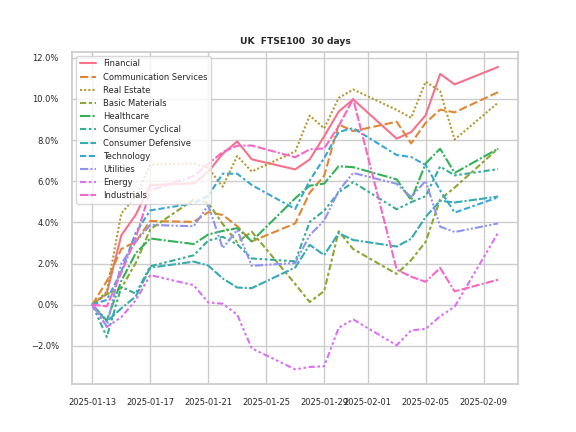 UK  FTSE100  30 days
12.0%
10.0%
8.0%
6.0%
4.0%
2.0%
0.0%
−2.0%
Financial
Communication Services
Real Estate
Basic Materials
Healthcare
Consumer Cyclical
Consumer Defensive
Technology
Utilities
Energy
Industrials
2025-01-13 2025-01-17 2025-01-21 2025-01-25 2025-01-29 2025-02-01 2025-02-05 2025-02-09